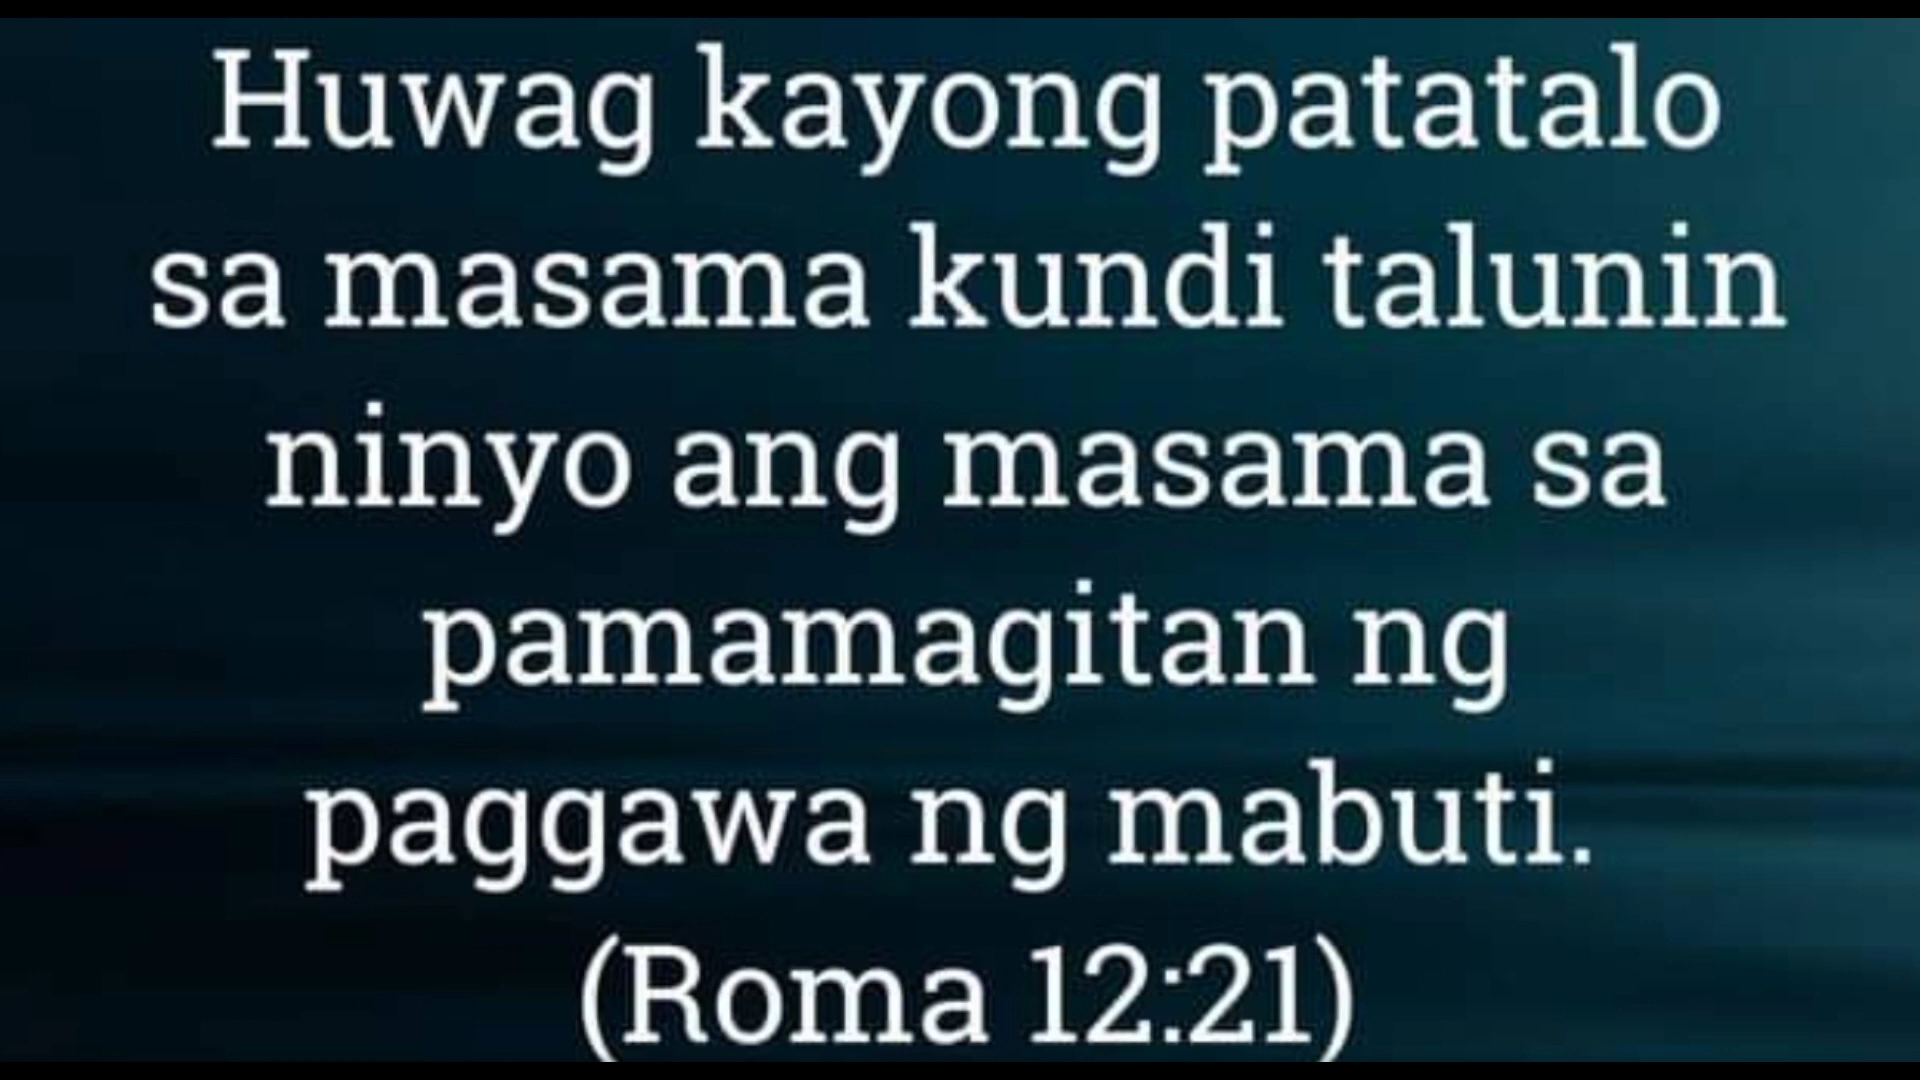 Huwag kayong patatalo
sa masama kundi talunin
ninyo ang masama sa
pamamagitan ng
paggawa ng mabuti.
(Roma 12:21)